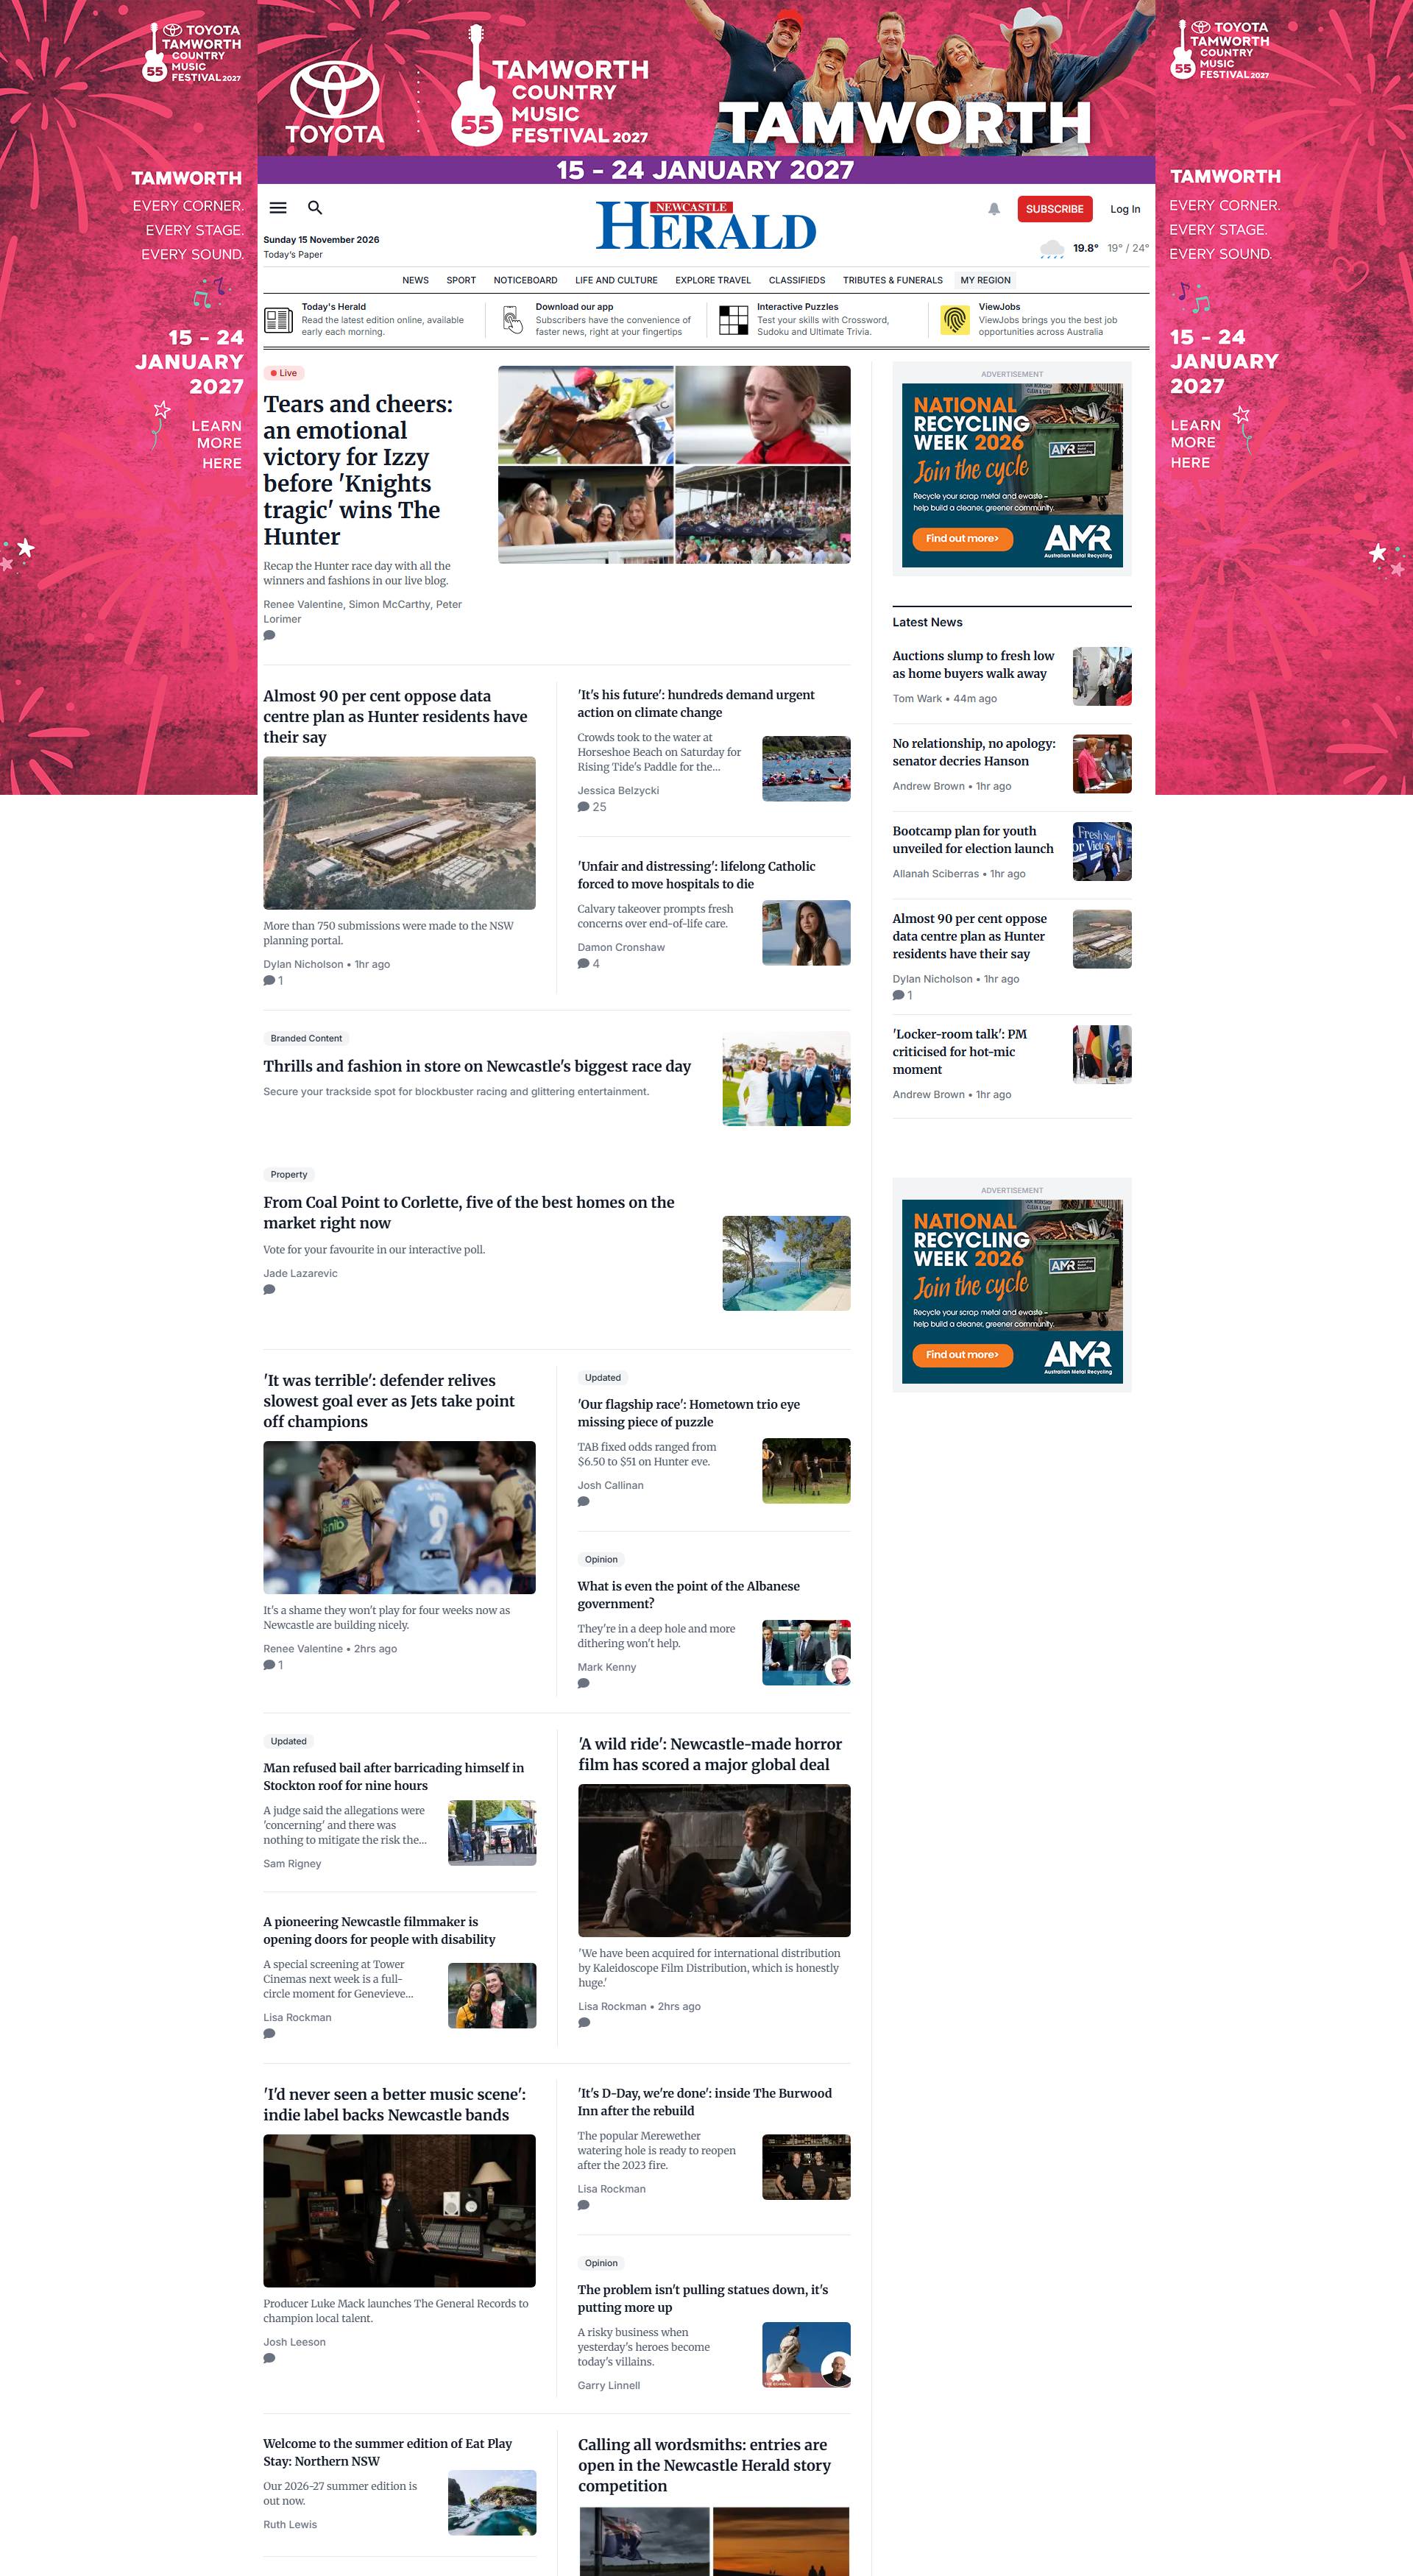 TOYOTA
TAMWORTH
COUNTRY
MUSIC
FESTIVAL 2027
55
TAMWORTH
EVERY CORNER.
EVERY STAGE.
EVERY SOUND.
15 - 24
JANUARY
2027
LEARN
MORE
HERE
TOYOTA
55
TAMWORTH
COUNTRY
MUSIC
FESTIVAL 2027
TAMWORTH
15 - 24 JANUARY 2027
TOYOTA
TAMWORTH
COUNTRY
MUSIC
FESTIVAL 2027
55
TAMWORTH
EVERY CORNER.
EVERY STAGE.
EVERY SOUND.
15 - 24
JANUARY
2027
LEARN
MORE
HERE
NEWCASTLE
HERALD
SUBSCRIBE
Log In
Sunday 15 November 2026
Today's Paper
19.8° 19° / 24°
NEWS SPORT NOTICEBOARD LIFE AND CULTURE EXPLORE TRAVEL CLASSIFIEDS TRIBUTES & FUNERALS MY REGION
Today's Herald
Read the latest edition online, available
early each morning.
Download our app
Subscribers have the convenience of
faster news, right at your fingertips
Interactive Puzzles
Test your skills with Crossword,
Sudoku and Ultimate Trivia.
ViewJobs
ViewJobs brings you the best job
opportunities across Australia
Live
Tears and cheers:
an emotional
victory for Izzy
before 'Knights
tragic' wins The
Hunter
Recap the Hunter race day with all the
winners and fashions in our live blog.
Renee Valentine, Simon McCarthy, Peter
Lorimer
Almost 90 per cent oppose data
centre plan as Hunter residents have
their say
More than 750 submissions were made to the NSW
planning portal.
Dylan Nicholson • 1hr ago
1
'It's his future': hundreds demand urgent
action on climate change
Crowds took to the water at
Horseshoe Beach on Saturday for
Rising Tide's Paddle for the...
Jessica Belzycki
25
'Unfair and distressing': lifelong Catholic
forced to move hospitals to die
Calvary takeover prompts fresh
concerns over end-of-life care.
Damon Cronshaw
4
Branded Content
Thrills and fashion in store on Newcastle's biggest race day
Secure your trackside spot for blockbuster racing and glittering entertainment.
Property
From Coal Point to Corlette, five of the best homes on the
market right now
Vote for your favourite in our interactive poll.
Jade Lazarevic
'It was terrible': defender relives
slowest goal ever as Jets take point
off champions
nib
9
It's a shame they won't play for four weeks now as
Newcastle are building nicely.
Renee Valentine • 2hrs ago
1
Updated
'Our flagship race': Hometown trio eye
missing piece of puzzle
TAB fixed odds ranged from
$6.50 to $51 on Hunter eve.
Josh Callinan
Opinion
What is even the point of the Albanese
government?
They're in a deep hole and more
dithering won't help.
Mark Kenny
Updated
Man refused bail after barricading himself in
Stockton roof for nine hours
A judge said the allegations were
'concerning' and there was
nothing to mitigate the risk the...
Sam Rigney
A pioneering Newcastle filmmaker is
opening doors for people with disability
A special screening at Tower
Cinemas next week is a full-
circle moment for Genevieve...
Lisa Rockman
'A wild ride': Newcastle-made horror
film has scored a major global deal
'We have been acquired for international distribution
by Kaleidoscope Film Distribution, which is honestly
huge.'
Lisa Rockman • 2hrs ago
'I'd never seen a better music scene':
indie label backs Newcastle bands
Producer Luke Mack launches The General Records to
champion local talent.
Josh Leeson
'It's D-Day, we're done': inside The Burwood
Inn after the rebuild
The popular Merewether
watering hole is ready to reopen
after the 2023 fire.
Lisa Rockman
Opinion
The problem isn't pulling statues down, it's
putting more up
A risky business when
yesterday's heroes become
today's villains.
Garry Linnell
Welcome to the summer edition of Eat Play
Stay: Northern NSW
Our 2026-27 summer edition is
out now.
Ruth Lewis
Calling all wordsmiths: entries are
open in the Newcastle Herald story
competition
ADVERTISEMENT
NATIONAL
RECYCLING
WEEK 2026
Join the cycle
AMR
Recycle your scrap metal and ewaste –
help build a cleaner, greener community.
Find out more>
AMR
Australian Metal Recycling
Latest News
Auctions slump to fresh low
as home buyers walk away
Tom Wark • 44m ago
No relationship, no apology:
senator decries Hanson
Andrew Brown • 1hr ago
Bootcamp plan for youth
unveiled for election launch
Allanah Sciberras • 1hr ago
Fresh Start
Almost 90 per cent oppose
data centre plan as Hunter
residents have their say
Dylan Nicholson • 1hr ago
1
'Locker-room talk': PM
criticised for hot-mic
moment
Andrew Brown • 1hr ago
ADVERTISEMENT
NATIONAL
RECYCLING
WEEK 2026
Join the cycle
AMR
Recycle your scrap metal and ewaste –
help build a cleaner, greener community.
Find out more>
AMR
Australian Metal Recycling